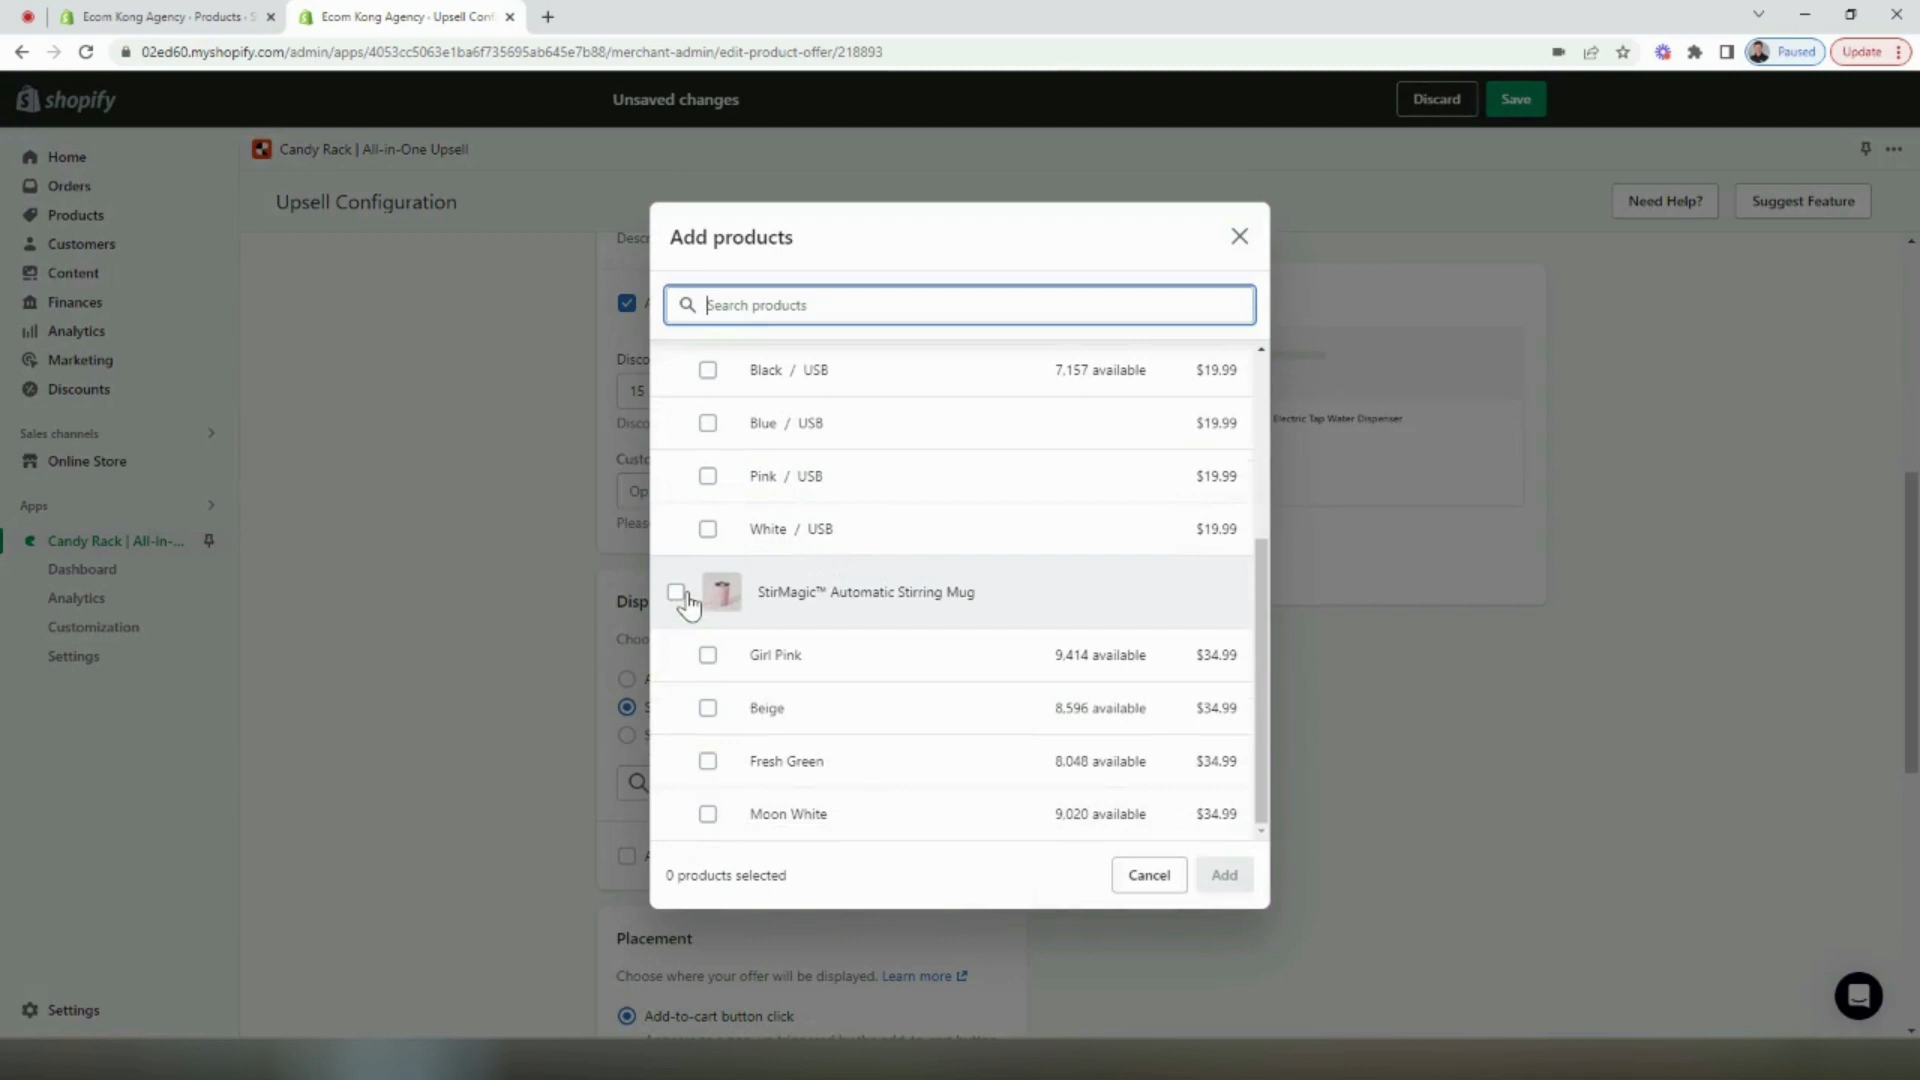 Ecom Kong Agency · Products · S
Ecom Kong Agency · Upsell Conf
02ed60.myshopify.com/admin/apps/4053cc5063e1ba6f735695ab645e7b88/merchant-admin/edit-product-offer/218893
Paused
Update
shopify
Unsaved changes
Discard
Save
Home
Orders
Products
Customers
Content
Finances
Analytics
Marketing
Discounts
Sales channels
Online Store
Apps
Candy Rack | All-in-...
Dashboard
Analytics
Customization
Settings
Settings
Candy Rack | All-in-One Upsell
Upsell Configuration
Need Help?
Suggest Feature
Descr
Disco
15
Disco
Custo
Op
Pleas
Disp
Choo
Electric Tap Water Dispenser
Add products
Search products
Black / USB 7,157 available $19.99
Blue / USB $19.99
Pink / USB $19.99
White / USB $19.99
StirMagic™ Automatic Stirring Mug
Girl Pink 9,414 available $34.99
Beige 8,596 available $34.99
Fresh Green 8,048 available $34.99
Moon White 9,020 available $34.99
0 products selected
Cancel
Add
Placement
Choose where your offer will be displayed. Learn more
Add-to-cart button click